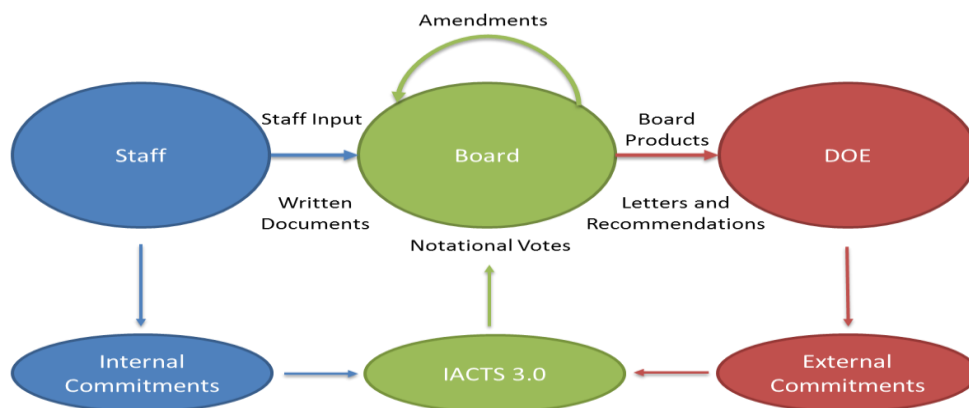 Amendments
Staff Input
Board
Products
Staff
Board
DOE
Written
Documents
Letters and
Recommendations
Notational Votes
Internal
Commitments
IACTS 3.0
External
Commitments